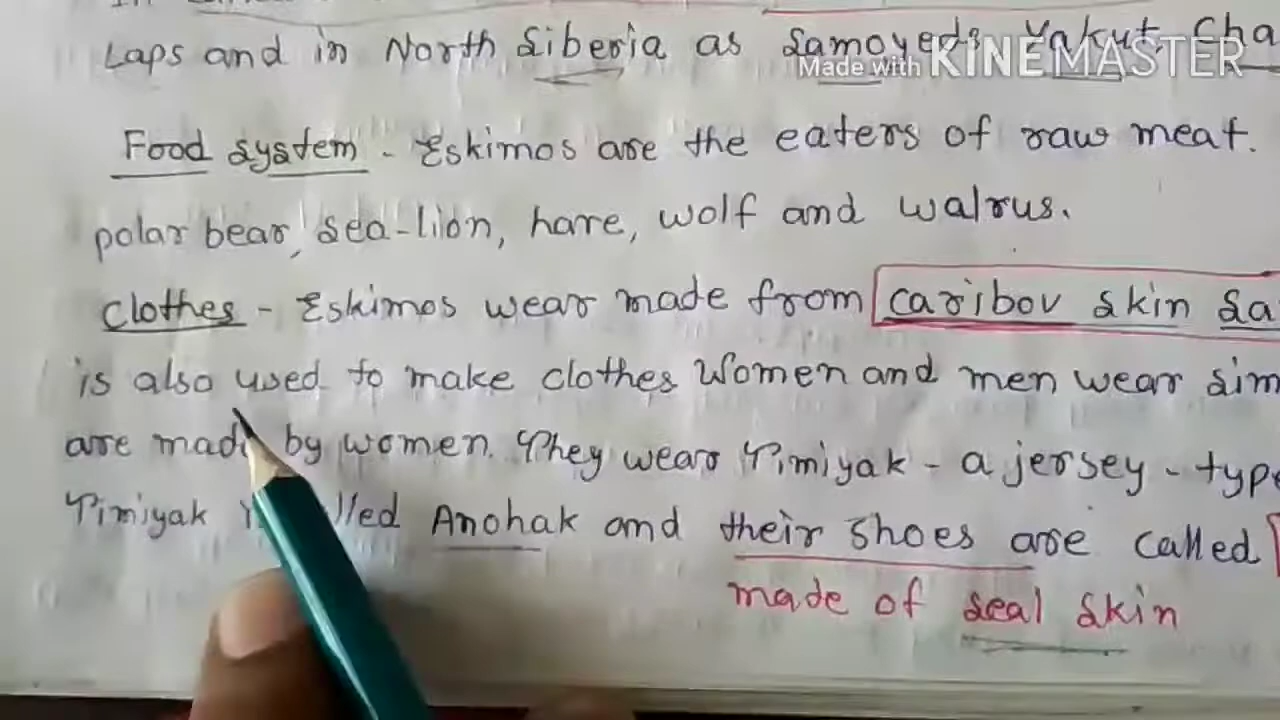 Laps and in North Siberia as Samoyeds Yakut, Cha
Made with KINEMASTER
Food system - Eskimos are the eaters of raw meat.
polar bear, sea-lion, hare, wolf and walrus.
clothes - Eskimos wear made from caribov skin Sa
is also used to make clothes Women and men wear sim
are made by women. They wear Timiyak - a jersey - type
Timiyak called Anohak and their shoes are called
made of seal skin